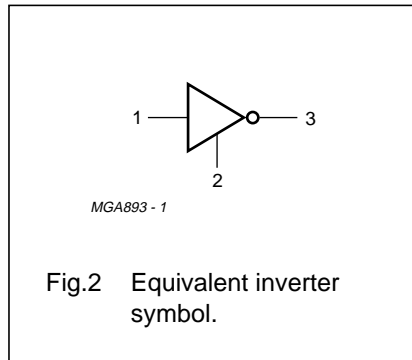 1
3
2
MGA893 - 1
Fig.2 Equivalent inverter
symbol.